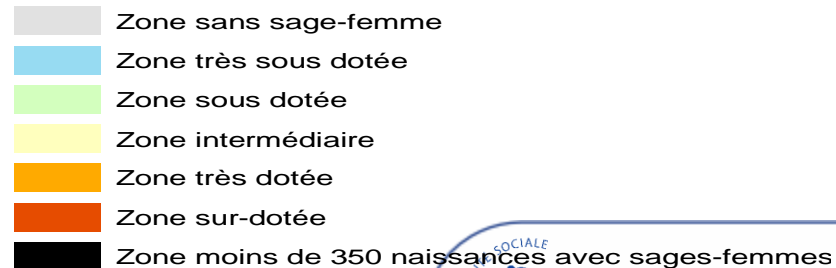 Zone sans sage-femme
Zone très sous dotée
Zone sous dotée
Zone intermédiaire
Zone très dotée
Zone sur-dotée
Zone moins de 350 naissances avec sages-femmes
SOCIALE